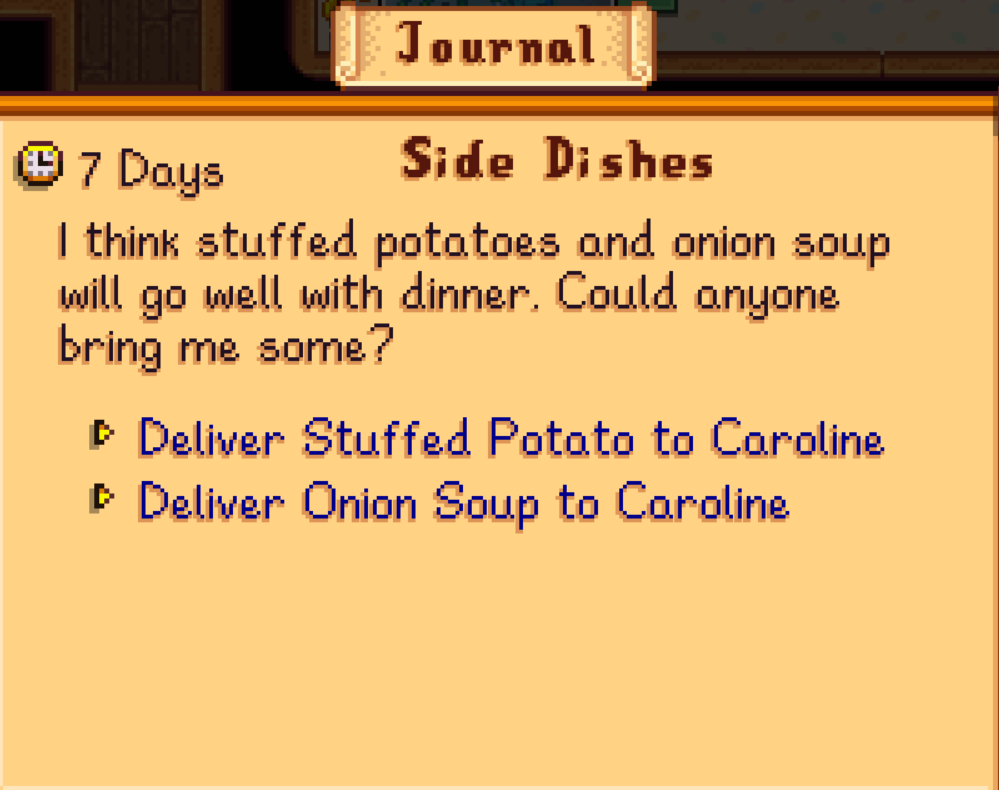 Journal
7 Days
Side Dishes
I think stuffed potatoes and onion soup
will go well with dinner. Could anyone
bring me some?
Deliver Stuffed Potato to Caroline
Deliver Onion Soup to Caroline